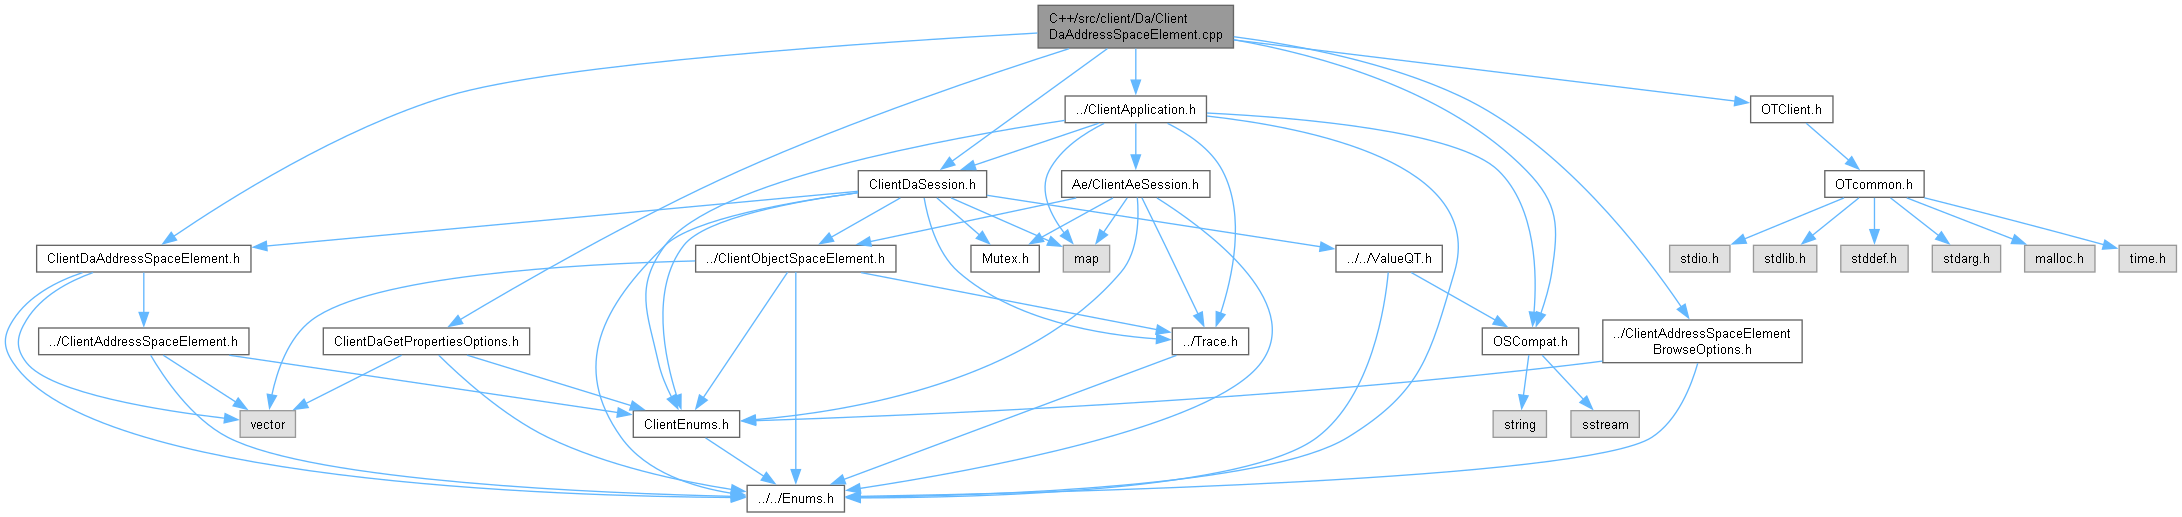 C++/src/client/Da/Client
DaAddressSpaceElement.cpp
../ClientApplication.h
OTClient.h
ClientDaSession.h
Ae/ClientAeSession.h
OTcommon.h
ClientDaAddressSpaceElement.h
../ClientObjectSpaceElement.h
Mutex.h
map
../../ValueQT.h
stdio.h
stdlib.h
stddef.h
stdarg.h
malloc.h
time.h
../ClientAddressSpaceElement.h
ClientDaGetPropertiesOptions.h
../Trace.h
OSCompat.h
../ClientAddressSpaceElement
BrowseOptions.h
vector
ClientEnums.h
string
sstream
../../Enums.h